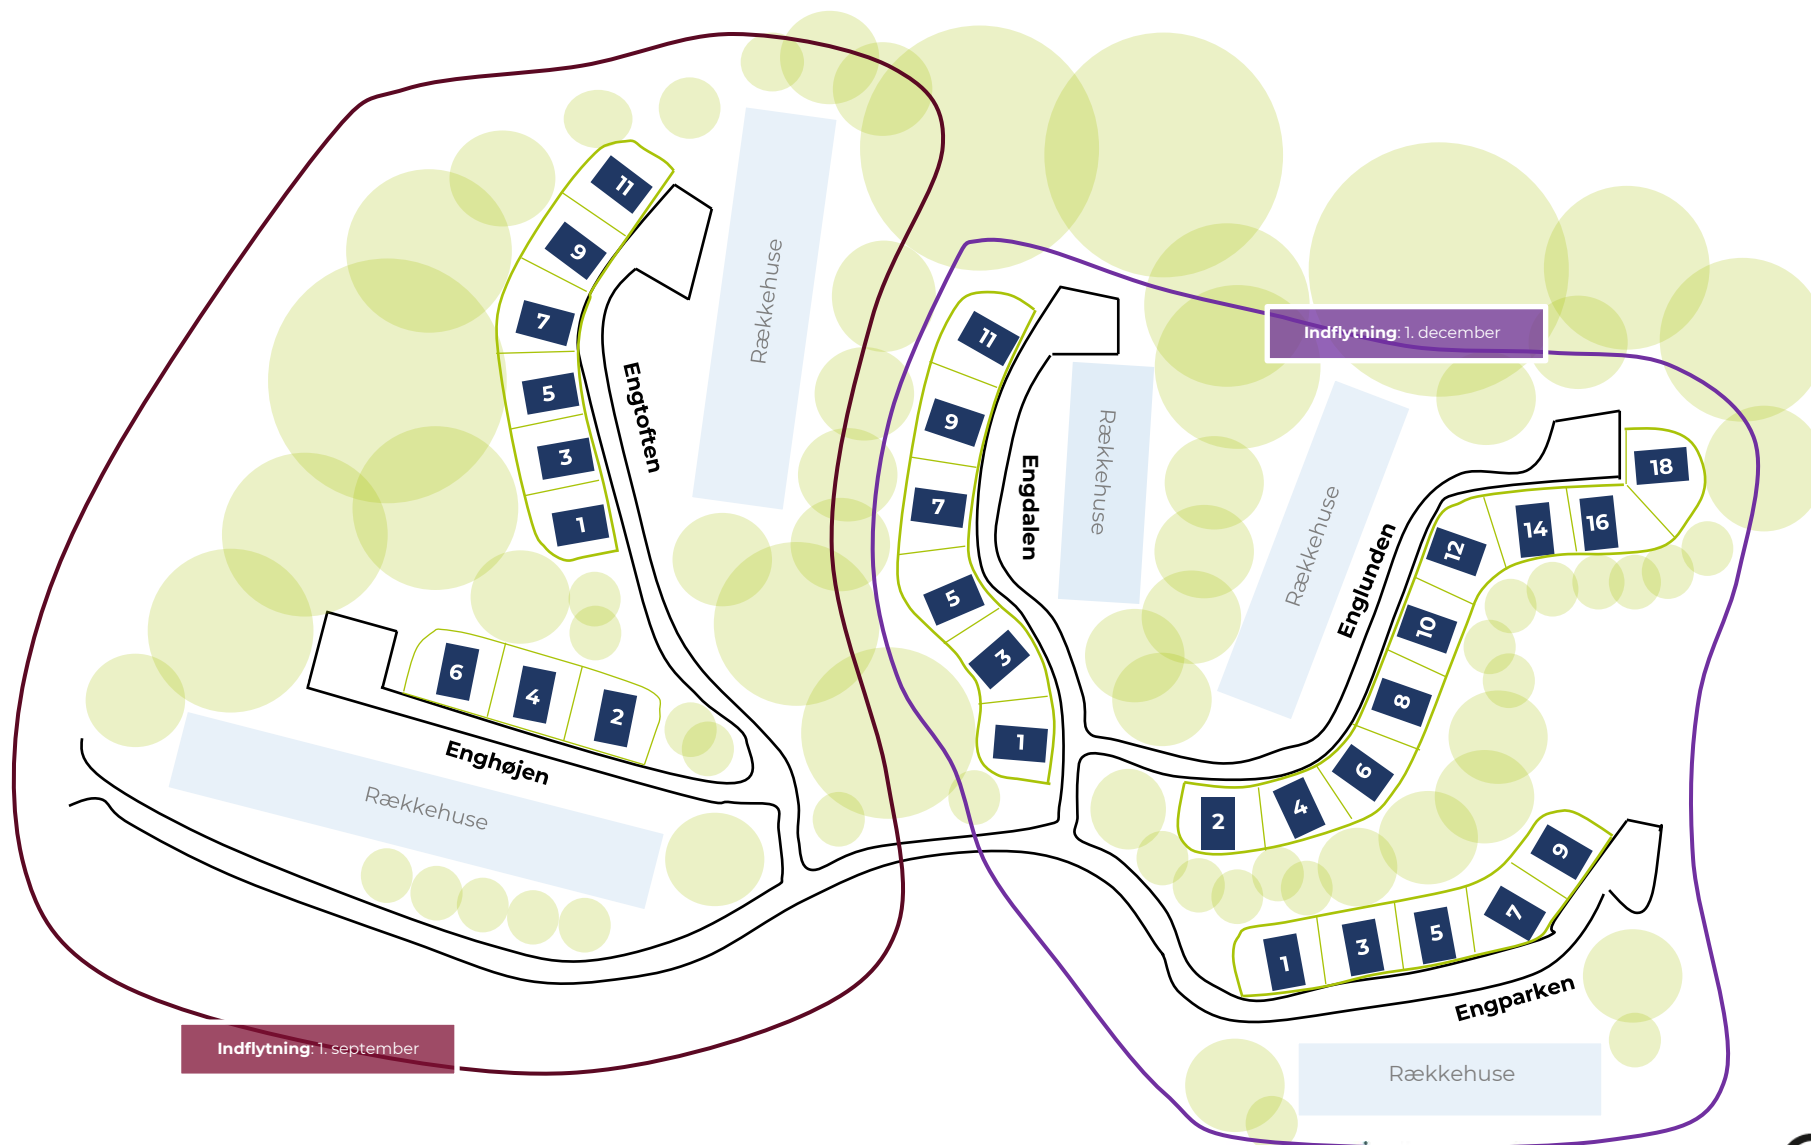 11
9
7
5
3
1
Engtoften
Rækkehuse
6
4
2
Enghøjen
Rækkehuse
Indflytning: 1. september
11
9
7
5
3
1
Engdalen
Rækkehuse
Indflytning: 1. december
Rækkehuse
Englunden
18
16
14
12
10
8
6
4
2
9
7
5
3
1
Engparken
Rækkehuse